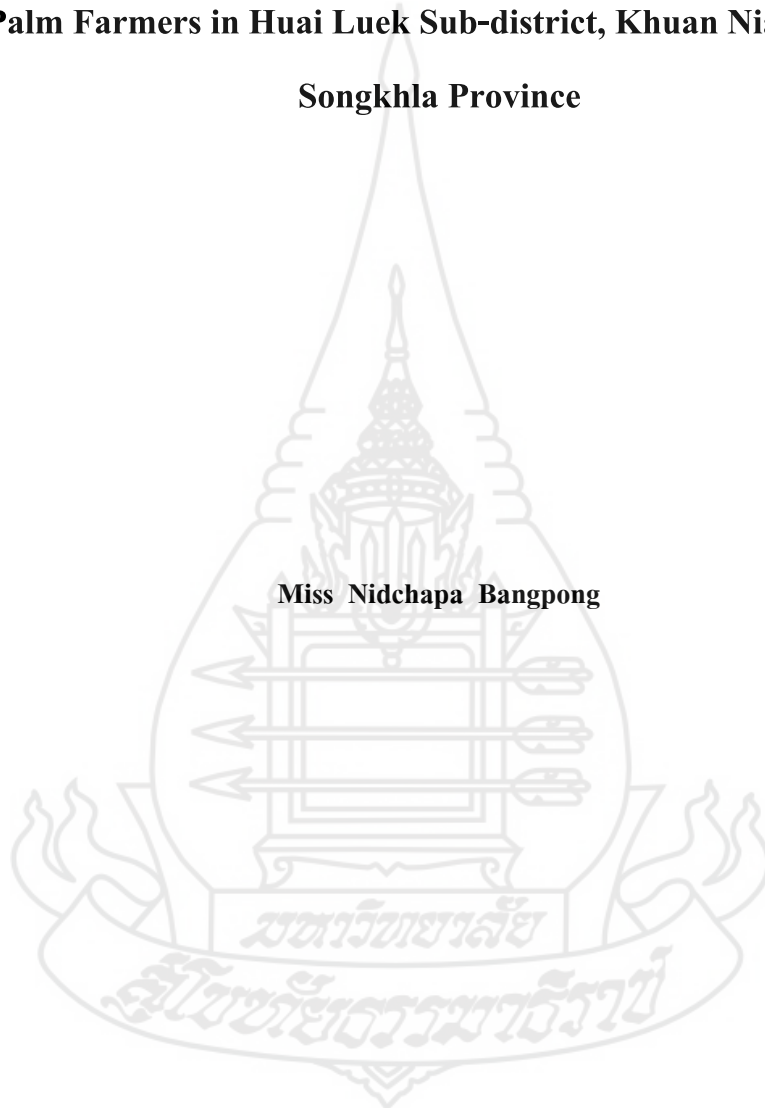 Palm Farmers in Huai Luek Sub-district, Khuan
Songkhla Province
Miss Nidchapa Bangpong
มหาวิทยาลัย
สุโขทัยธรรมาธิราช